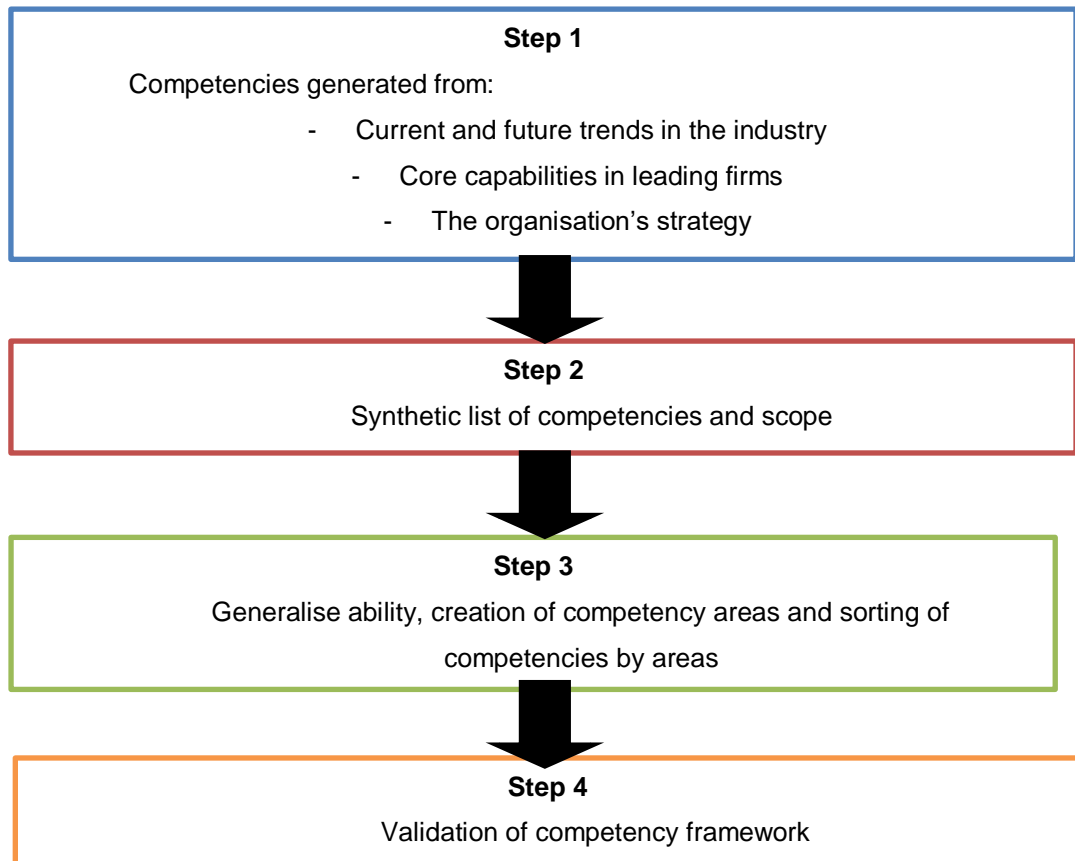 Step 1
Competencies generated from:
- Current and future trends in the industry
- Core capabilities in leading firms
- The organisation’s strategy
Step 2
Synthetic list of competencies and scope
Step 3
Generalise ability, creation of competency areas and sorting of
competencies by areas
Step 4
Validation of competency framework